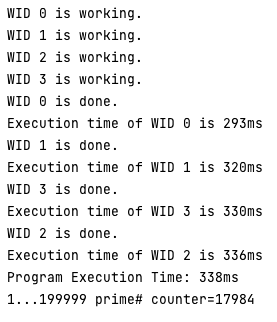 WID 0 is working.
WID 1 is working.
WID 2 is working.
WID 3 is working.
WID 0 is done.
Execution time of WID 0 is 293ms
WID 1 is done.
Execution time of WID 1 is 320ms
WID 3 is done.
Execution time of WID 3 is 330ms
WID 2 is done.
Execution time of WID 2 is 336ms
Program Execution Time: 338ms
1...199999 prime# counter=17984